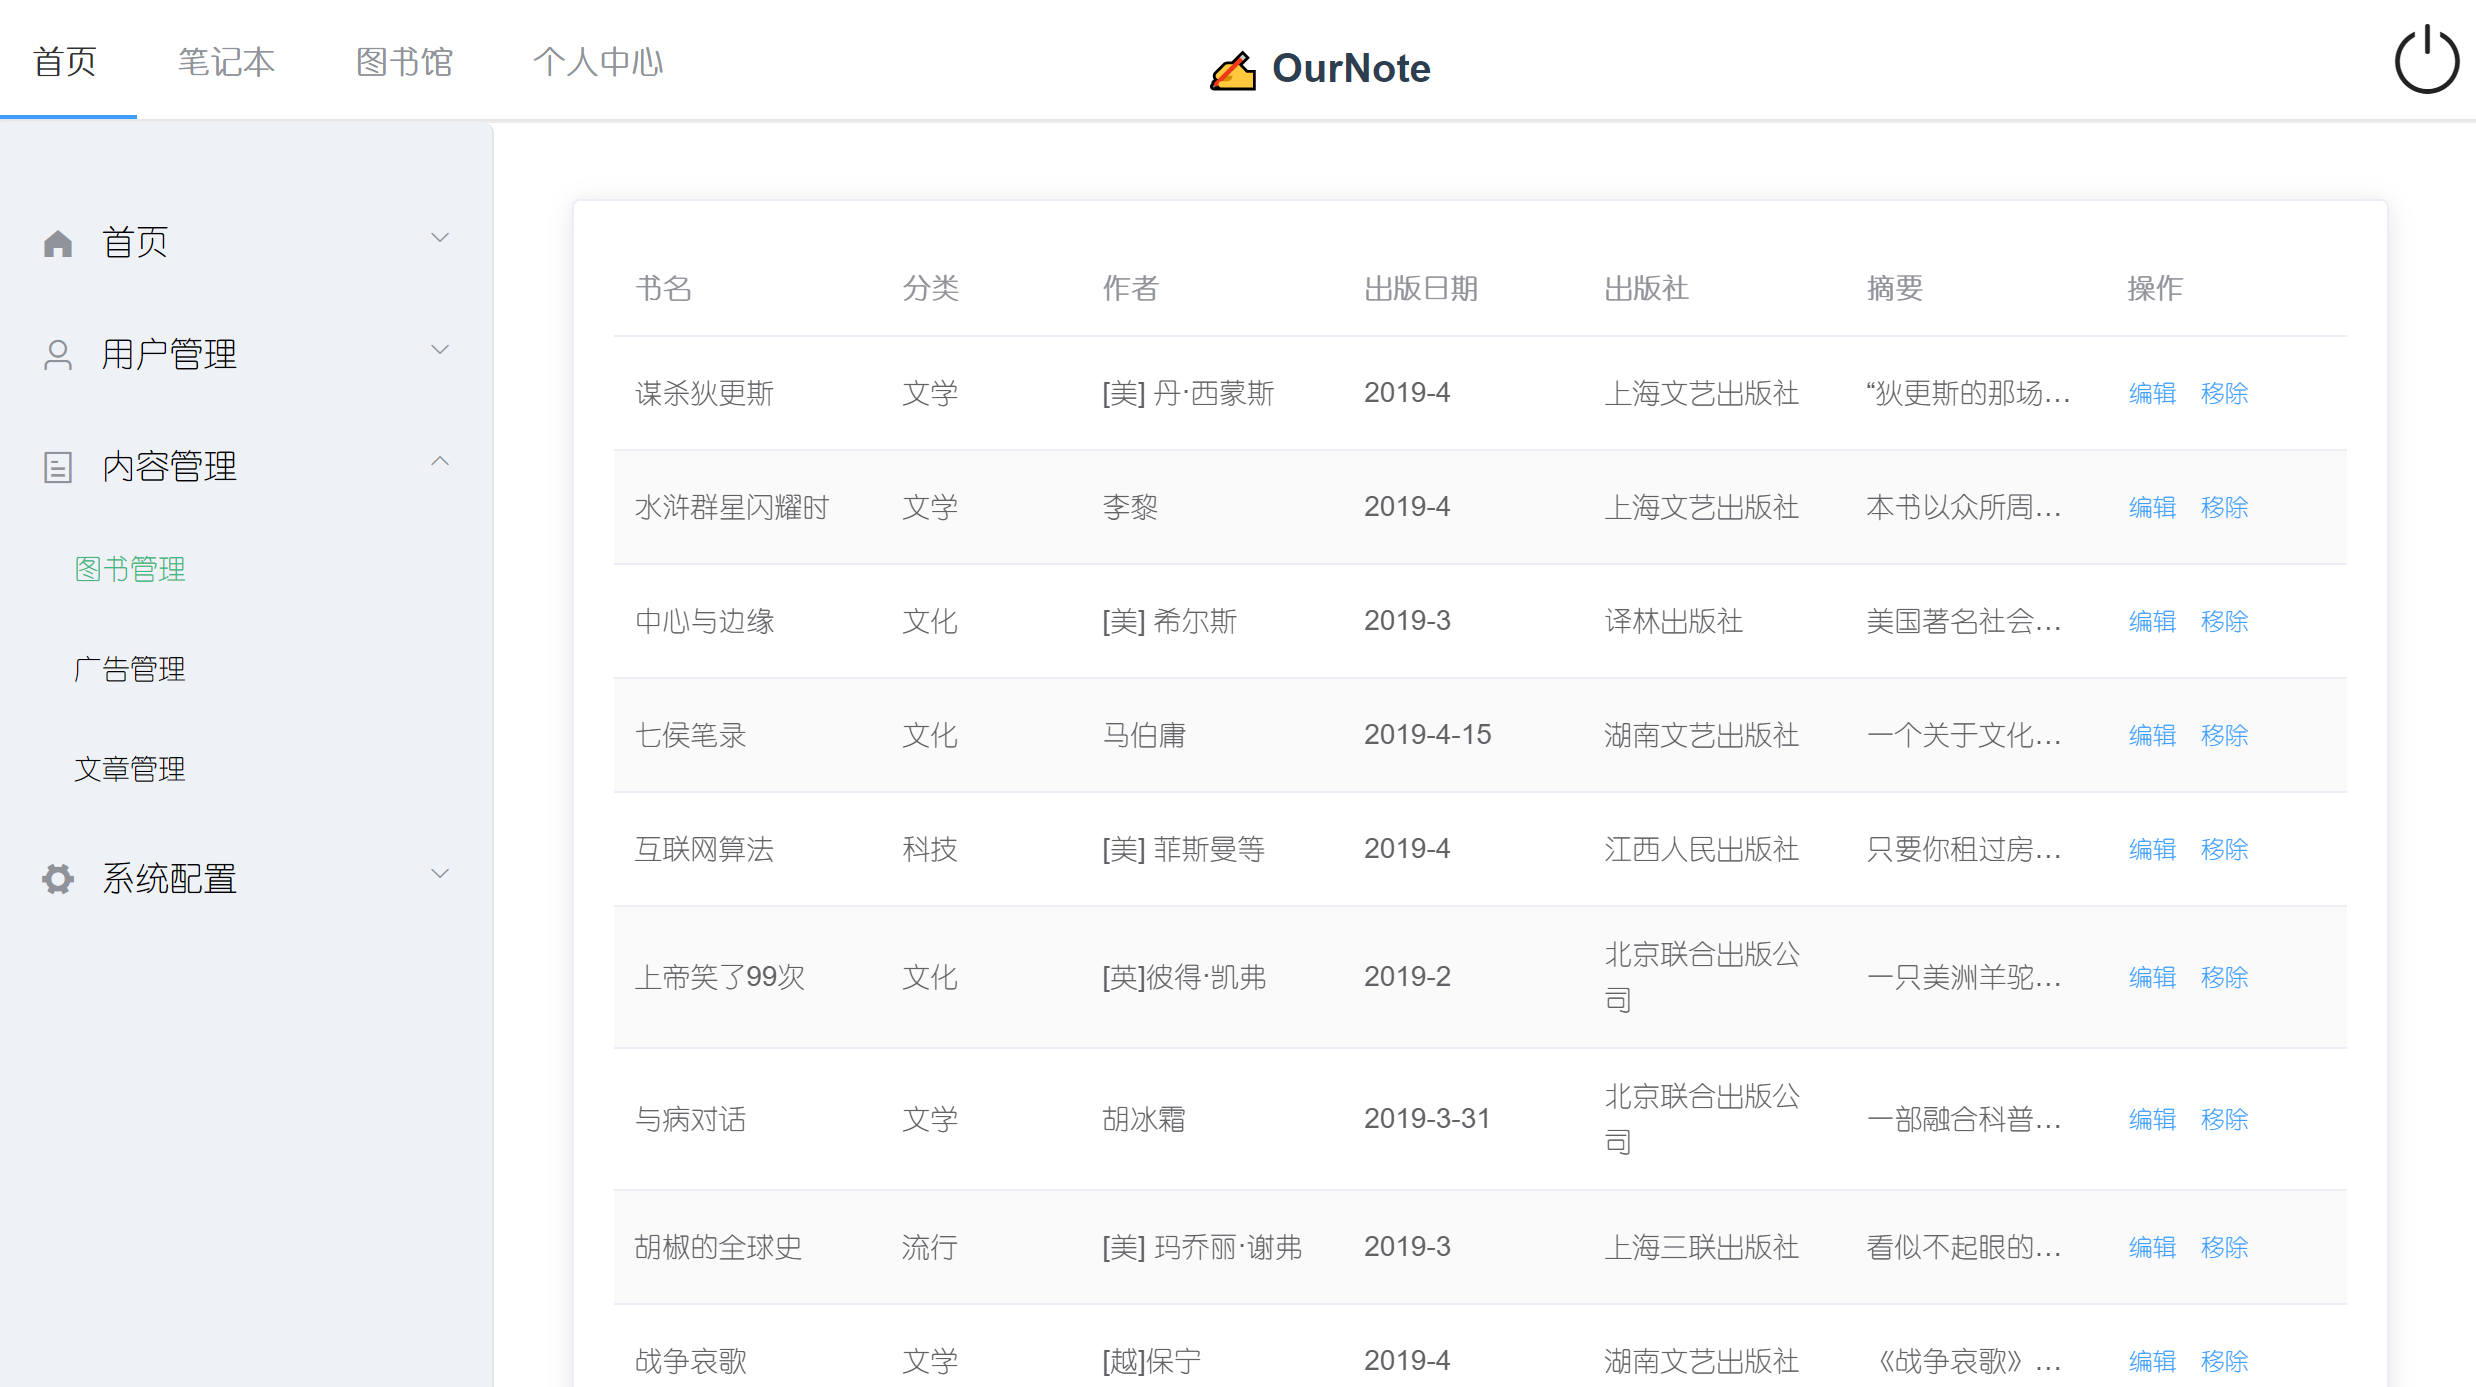 首页 笔记本 图书馆 个人中心 OurNote
首页
用户管理
内容管理
图书管理
广告管理
文章管理
系统配置
书名 分类 作者 出版日期 出版社 摘要 操作
谋杀狄更斯 文学 [美] 丹·西蒙斯 2019-4 上海文艺出版社 “狄更斯的那场… 编辑 移除
水浒群星闪耀时 文学 李黎 2019-4 上海文艺出版社 本书以众所周… 编辑 移除
中心与边缘 文化 [美] 希尔斯 2019-3 译林出版社 美国著名社会… 编辑 移除
七侯笔录 文化 马伯庸 2019-4-15 湖南文艺出版社 一个关于文化… 编辑 移除
互联网算法 科技 [美] 菲斯曼等 2019-4 江西人民出版社 只要你租过房… 编辑 移除
上帝笑了99次 文化 [英]彼得·凯弗 2019-2 北京联合出版公
司 一只美洲羊驼… 编辑 移除
与病对话 文学 胡冰霜 2019-3-31 北京联合出版公
司 一部融合科普… 编辑 移除
胡椒的全球史 流行 [美] 玛乔丽·谢弗 2019-3 上海三联出版社 看似不起眼的… 编辑 移除
战争哀歌 文学 [越]保宁 2019-4 湖南文艺出版社 《战争哀歌》… 编辑 移除